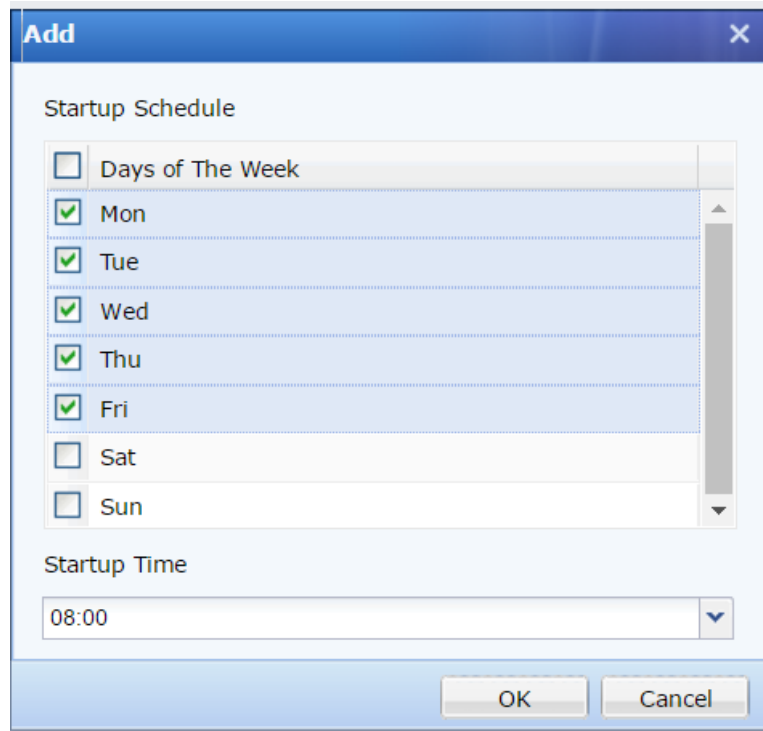 Add
Startup Schedule
Days of The Week
Mon
Tue
Wed
Thu
Fri
Sat
Sun
Startup Time
08:00
OK Cancel